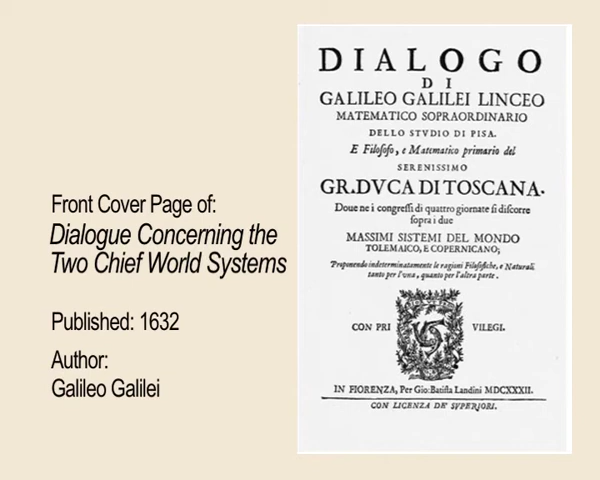 Front Cover Page of:
Dialogue Concerning the
Two Chief World Systems
Published: 1632
Author:
Galileo Galilei
DIALOGO
DI
GALILEO GALILEI LINCEO
MATEMATICO SOPRAORDINARIO
DELLO STVDIO DI PISA.
E Filosofo, e Matematico primario del
SERENISSIMO
GR.DVCA DI TOSCANA.
Doue ne i congressi di quattro giornate si discorre
sopra i due
MASSIMI SISTEMI DEL MONDO
TOLEMAICO, E COPERNICANO;
Proponendo indeterminatamente le ragioni Filosofiche, e Naturali
tanto per l'vna, quanto per l'altra parte.
CON PRI VILEGI.
IN FIORENZA, Per Gio:Batista Landini MDCXXXII.
CON LICENZA DE' SVPERIORI.